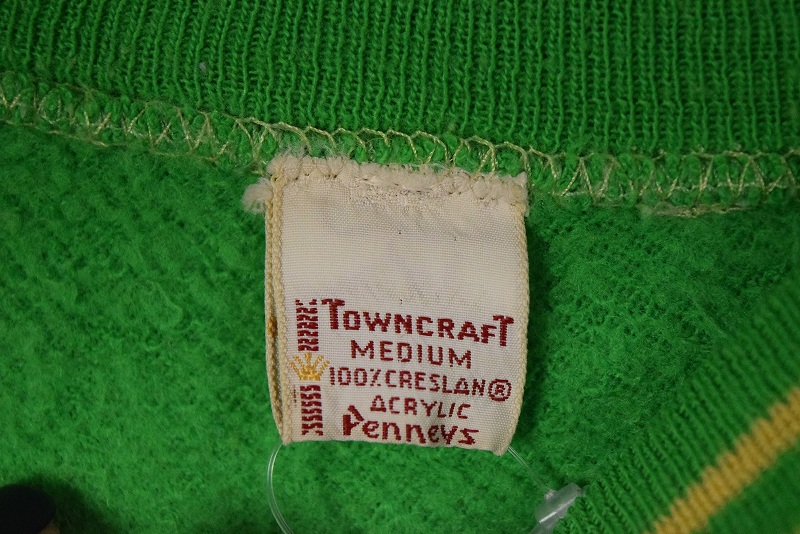 TOWNCRAFT
MEDIUM
100% CRESLAN®
ACRYLIC
Penneys